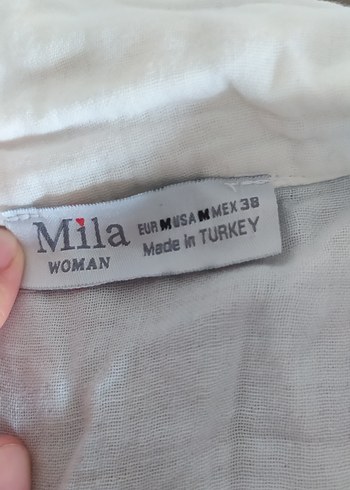 Mila
WOMAN
EUR M USA M MEX 38
Made in TURKEY